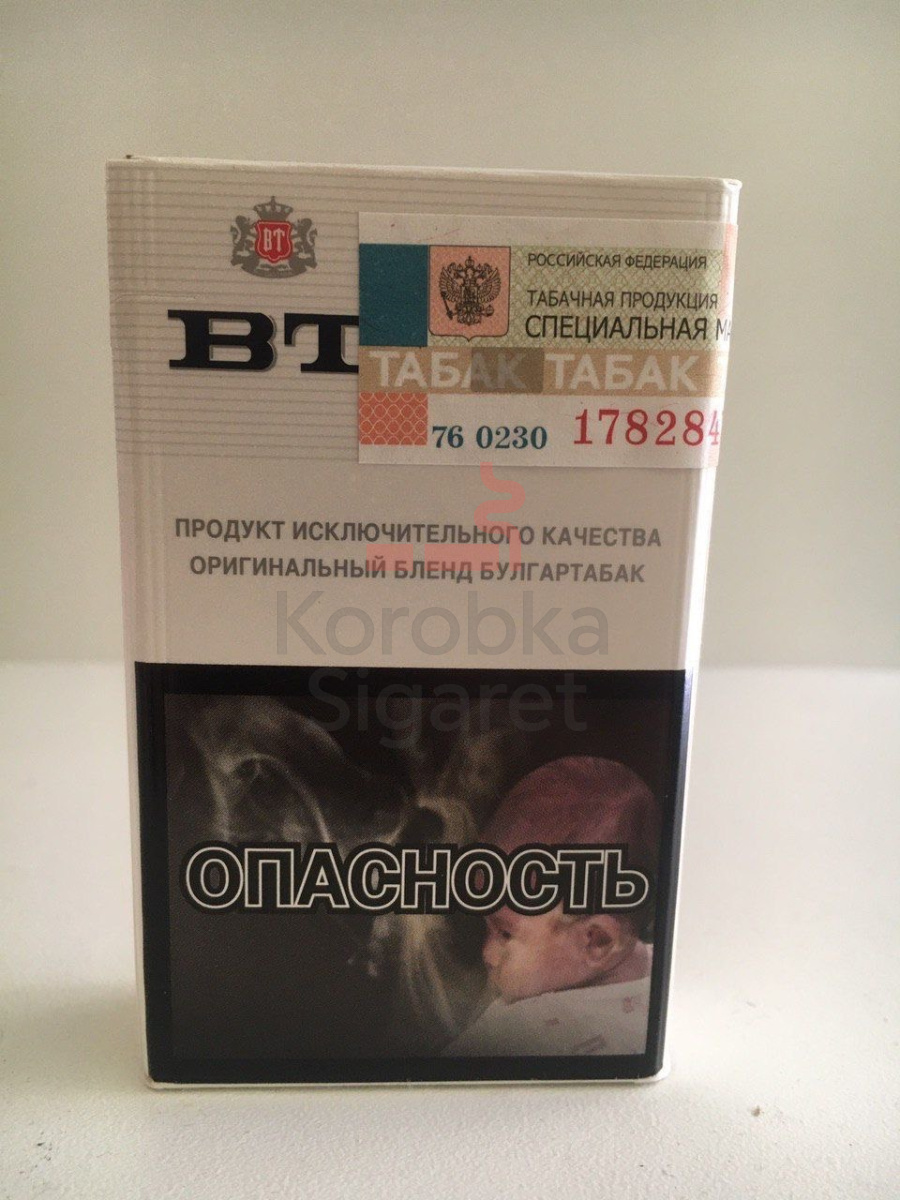 BT
BT
РОССИЙСКАЯ ФЕДЕРАЦИЯ
ТАБАЧНАЯ ПРОДУКЦИЯ
СПЕЦИАЛЬНАЯ
ТАБАК ТАБАК
76 0230 178284
ПРОДУКТ ИСКЛЮЧИТЕЛЬНОГО КАЧЕСТВА
ОРИГИНАЛЬНЫЙ БЛЕНД БУЛГАРТАБАК
Korobka
Sigaret
ОПАСНОСТЬ